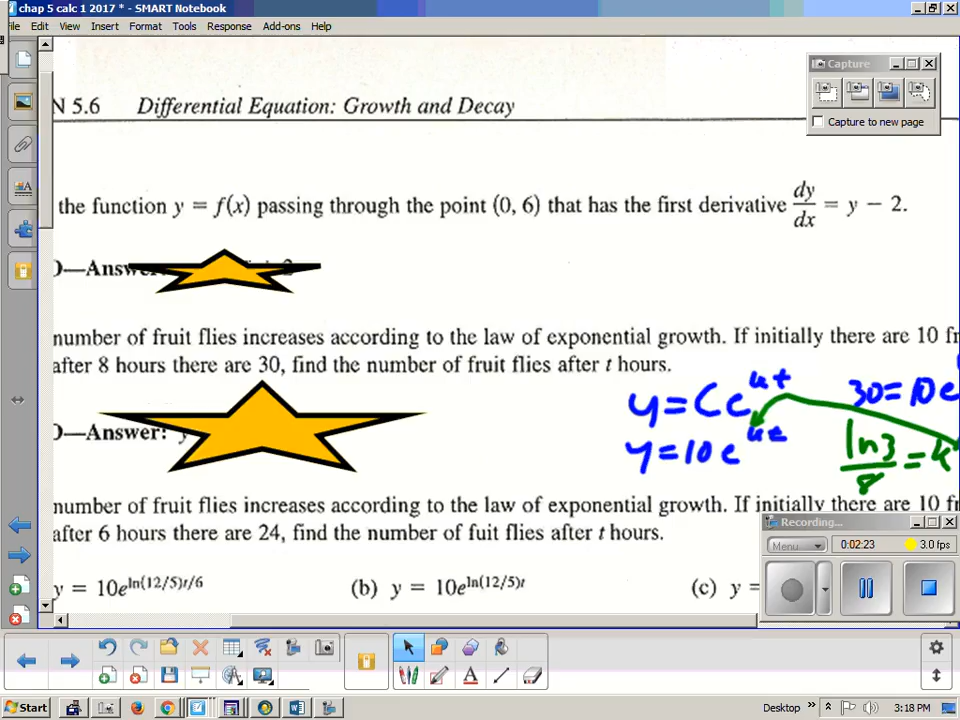 chap 5 calc 1 2017 * - SMART Notebook
File Edit View Insert Format Tools Response Add-ons Help
Capture
Capture to new page
N 5.6 Differential Equation: Growth and Decay
the function y = f(x) passing through the point (0, 6) that has the first derivative dy/dx = y − 2.
D—Answer:
number of fruit flies increases according to the law of exponential growth. If initially there are 10 fr
after 8 hours there are 30, find the number of fruit flies after t hours.
y = Ce^kt 30 = 10e
D—Answer: y
y = 10e^kt ln3/8 = k
number of fruit flies increases according to the law of exponential growth. If initially there are 10 fr
after 6 hours there are 24, find the number of fuit flies after t hours.
Recording...
Menu 0:02:23 3.0 fps
y = 10e^ln(12/5)t/6 (b) y = 10e^ln(12/5)t (c) y =
Start Desktop 3:18 PM